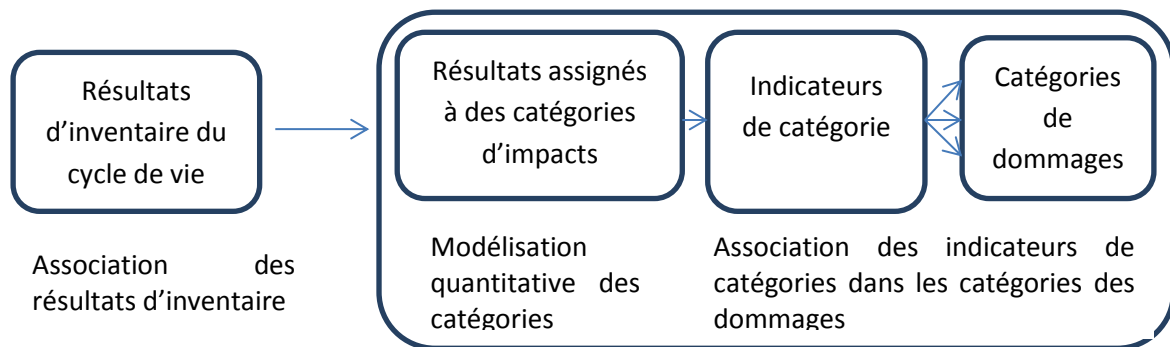 Résultats
d’inventaire du
cycle de vie
Résultats assignés
à des catégories
d’impacts
Indicateurs
de catégorie
Catégories
de
dommages
Association des
résultats d’inventaire
Modélisation
quantitative des
catégories
Association des indicateurs de
catégories dans les catégories des
dommages